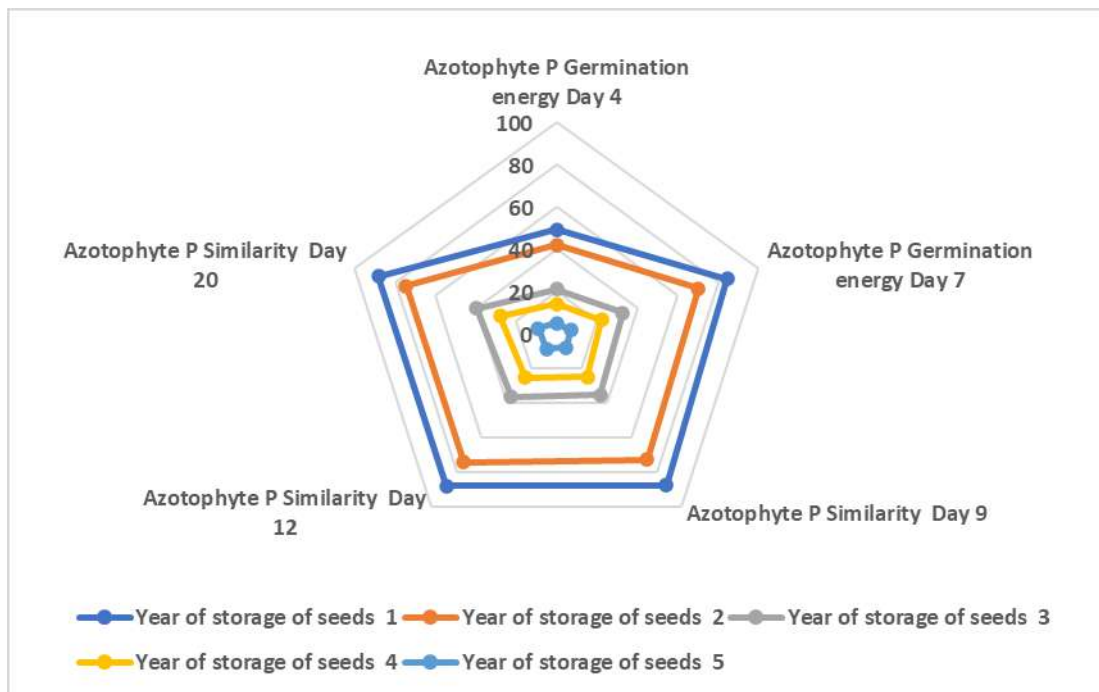 Azotophyte P Germination
energy Day 4
100
80
60
40
20
0
Azotophyte P Similarity  Day
20
Azotophyte P Germination
energy Day 7
Azotophyte P Similarity  Day
12
Azotophyte P Similarity  Day 9
Year of storage of seeds  1
Year of storage of seeds  2
Year of storage of seeds  3
Year of storage of seeds  4
Year of storage of seeds  5